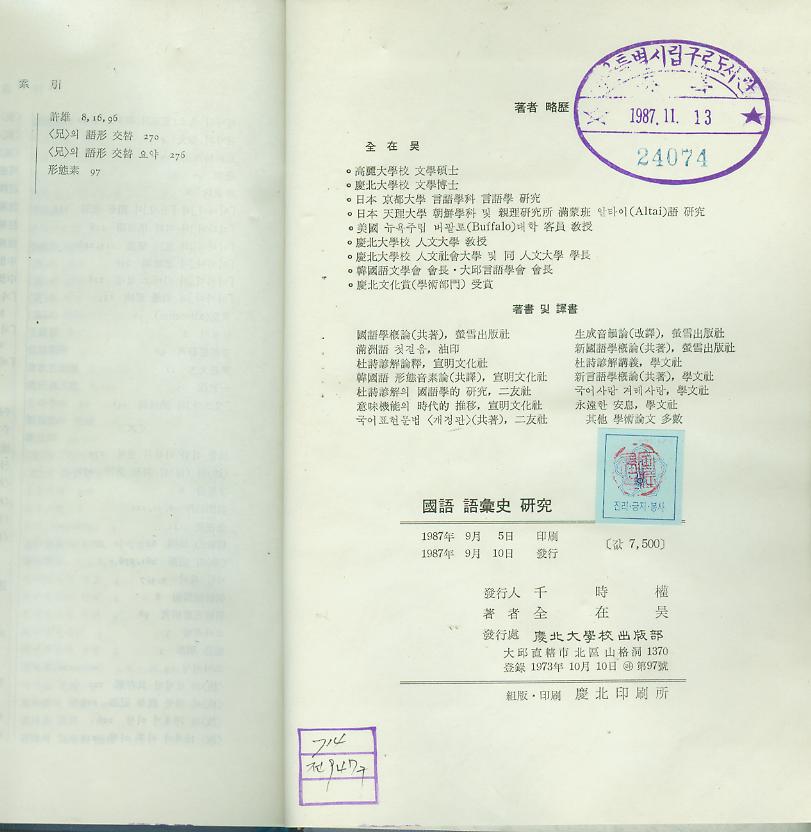 索 引
許雄 8, 16, 96
〈兄〉의 語形 交替 270
〈兄〉의 語形 交替 요약 276
形態素 97
특별시립구로도서관
1987. 11. 13
24074
著者 略歷
全 在 昊
高麗大學校 文學碩士
慶北大學校 文學博士
日本 京都大學 言語學科 言語學 硏究
日本 天理大學 朝鮮學科 및 親理硏究所 滿蒙班 알타이(Altai)語 硏究
美國 뉴욕주립 버팔로(Buffalo)대학 客員 敎授
慶北大學校 人文大學 敎授
慶北大學校 人文社會大學 및 同 人文大學 學長
韓國語文學會 會長・大邱言語學會 會長
慶北文化賞(學術部門) 受賞
著書 및 譯書
國語學槪論(共著), 螢雪出版社
滿洲語 첫걸음, 油印
杜詩諺解論釋, 宣明文化社
韓國語 形態音素論(共譯), 宣明文化社
杜詩諺解의 國語學的 硏究, 二友社
意味機能의 時代的 推移, 宣明文化社
국어표현문법 〈개정판〉(共著), 二友社
生成音韻論(改譯), 螢雪出版社
新國語學槪論(共著), 螢雪出版社
杜詩諺解講義, 學文社
新言語學槪論(共著), 學文社
국어사랑 겨레사랑, 學文社
永遠한 安息, 學文社
其他 學術論文 多數
진리·긍지·봉사
國語 語彙史 硏究
1987年 9月 5日 印刷
1987年 9月 10日 發行
〔값 7,500〕
發行人 千 時 權
著 者 全 在 昊
發行處 慶北大學校出版部
大邱直轄市 北區 山格洞 1370
登錄 1973年 10月 10日 第97號
組版・印刷 慶北印刷所
714
전947ㄱ